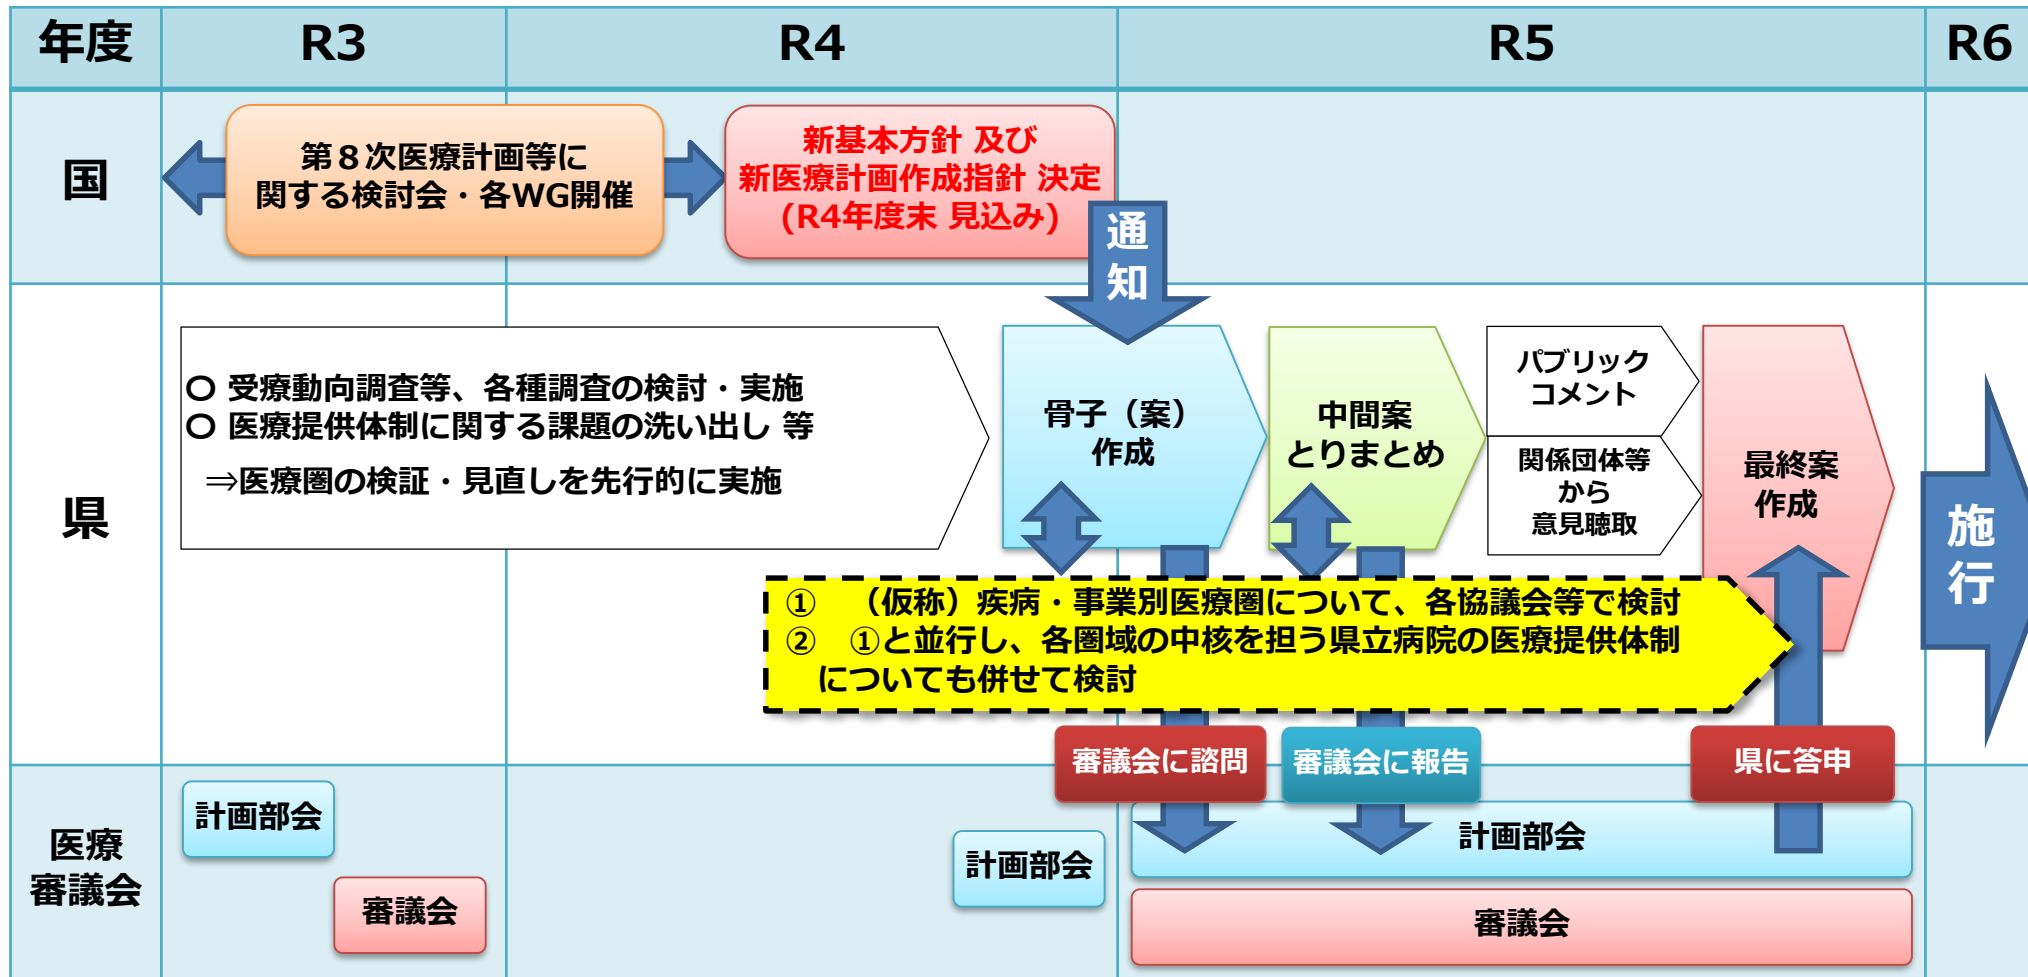 年度
R3
R4
R5
R6
国
第８次医療計画等に
関する検討会・各WG開催
新基本方針 及び
新医療計画作成指針 決定
(R4年度末 見込み)
通
知
県
〇 受療動向調査等、各種調査の検討・実施
〇 医療提供体制に関する課題の洗い出し 等
⇒医療圏の検証・見直しを先行的に実施
骨子（案）
作成
中間案
とりまとめ
パブリック
コメント
関係団体等
から
意見聴取
最終案
作成
施
行
① （仮称）疾病・事業別医療圏について、各協議会等で検討
② ①と並行し、各圏域の中核を担う県立病院の医療提供体制
についても併せて検討
審議会に諮問
審議会に報告
県に答申
医療
審議会
計画部会
審議会
計画部会
計画部会
審議会